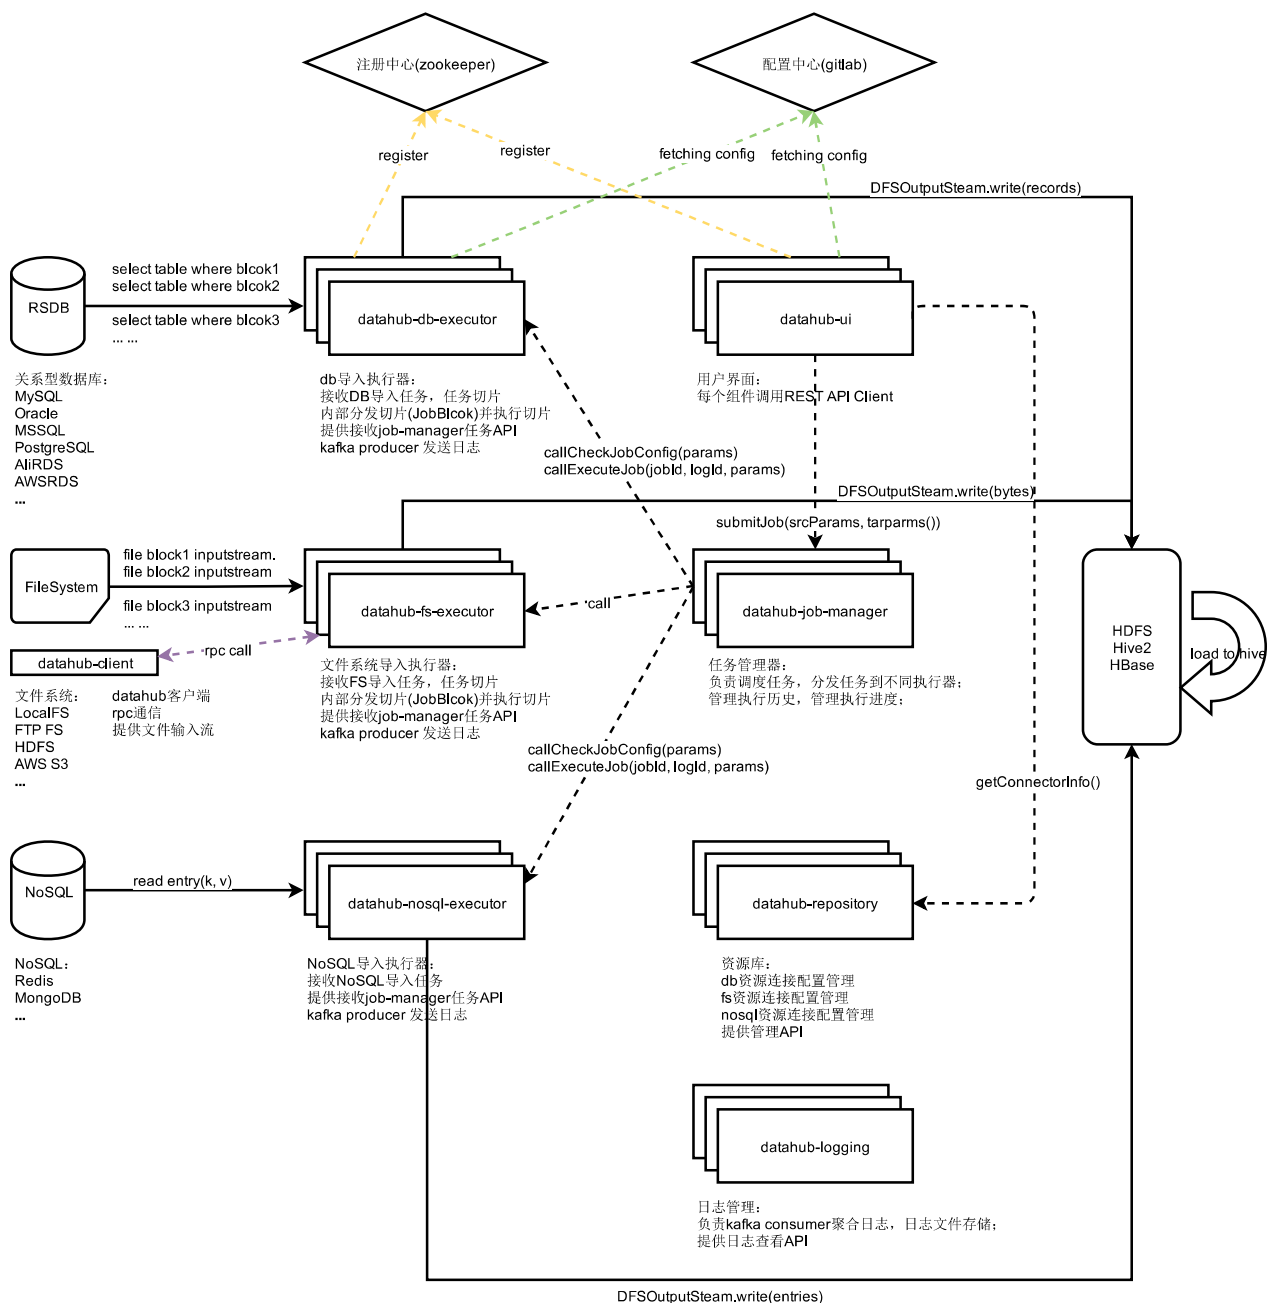 注册中心(zookeeper)
配置中心(gitlab)
register
register
fetching config
fetching config
DFSOutputSteam.write(records)
RSDB
select table where blcok1
select table where blcok2
select table where blcok3
... ...
datahub-db-executor
datahub-ui
关系型数据库：
MySQL
Oracle
MSSQL
PostgreSQL
AliRDS
AWSRDS
...
db导入执行器：
接收DB导入任务，任务切片
内部分发切片(JobBlcok)并执行切片
提供接收job-manager任务API
kafka producer 发送日志
用户界面：
每个组件调用REST API Client
callCheckJobConfig(params)
callExecuteJob(jobId, logId, params)
DFSOutputSteam.write(bytes)
submitJob(srcParams, tarparms())
FileSystem
file block1 inputstream.
file block2 inputstream
file block3 inputstream
... ...
datahub-fs-executor
call
datahub-job-manager
HDFS
Hive2
HBase
load to hive
datahub-client
rpc call
文件系统：
LocalFS
FTP FS
HDFS
AWS S3
...
datahub客户端
rpc通信
提供文件输入流
文件系统导入执行器：
接收FS导入任务，任务切片
内部分发切片(JobBlcok)并执行切片
提供接收job-manager任务API
kafka producer 发送日志
任务管理器：
负责调度任务，分发任务到不同执行器；
管理执行历史，管理执行进度；
callCheckJobConfig(params)
callExecuteJob(jobId, logId, params)
getConnectorInfo()
NoSQL
read entry(k, v)
datahub-nosql-executor
datahub-repository
NoSQL：
Redis
MongoDB
...
NoSQL导入执行器：
接收NoSQL导入任务
提供接收job-manager任务API
kafka producer 发送日志
资源库：
db资源连接配置管理
fs资源连接配置管理
nosql资源连接配置管理
提供管理API
datahub-logging
日志管理：
负责kafka consumer聚合日志，日志文件存储；
提供日志查看API
DFSOutputSteam.write(entries)